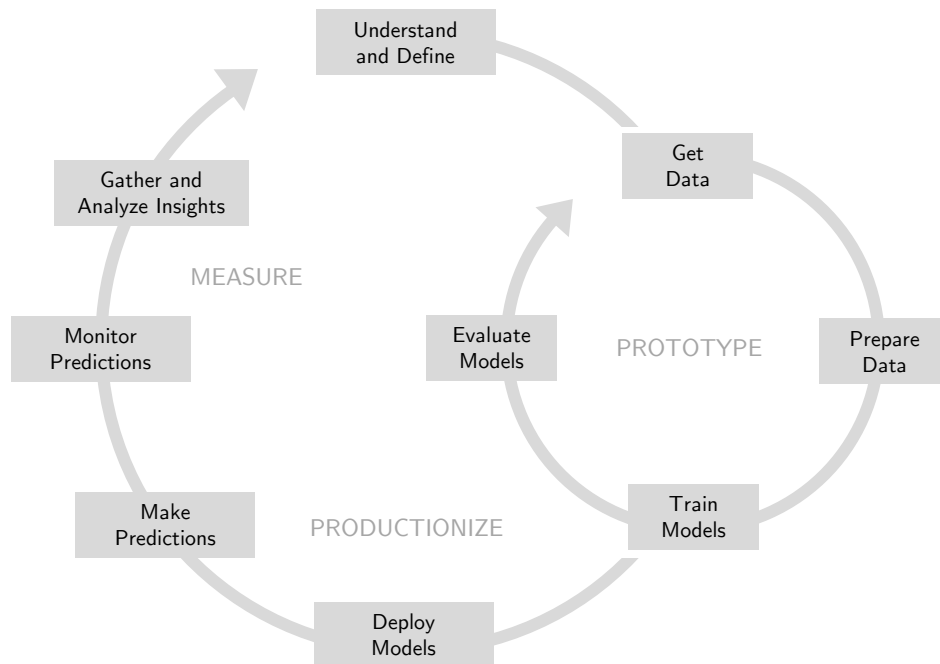 Understand
and Define
Get
Data
Gather and
Analyze Insights
MEASURE
Monitor
Predictions
Evaluate
Models
PROTOTYPE
Prepare
Data
Make
Predictions
PRODUCTIONIZE
Train
Models
Deploy
Models